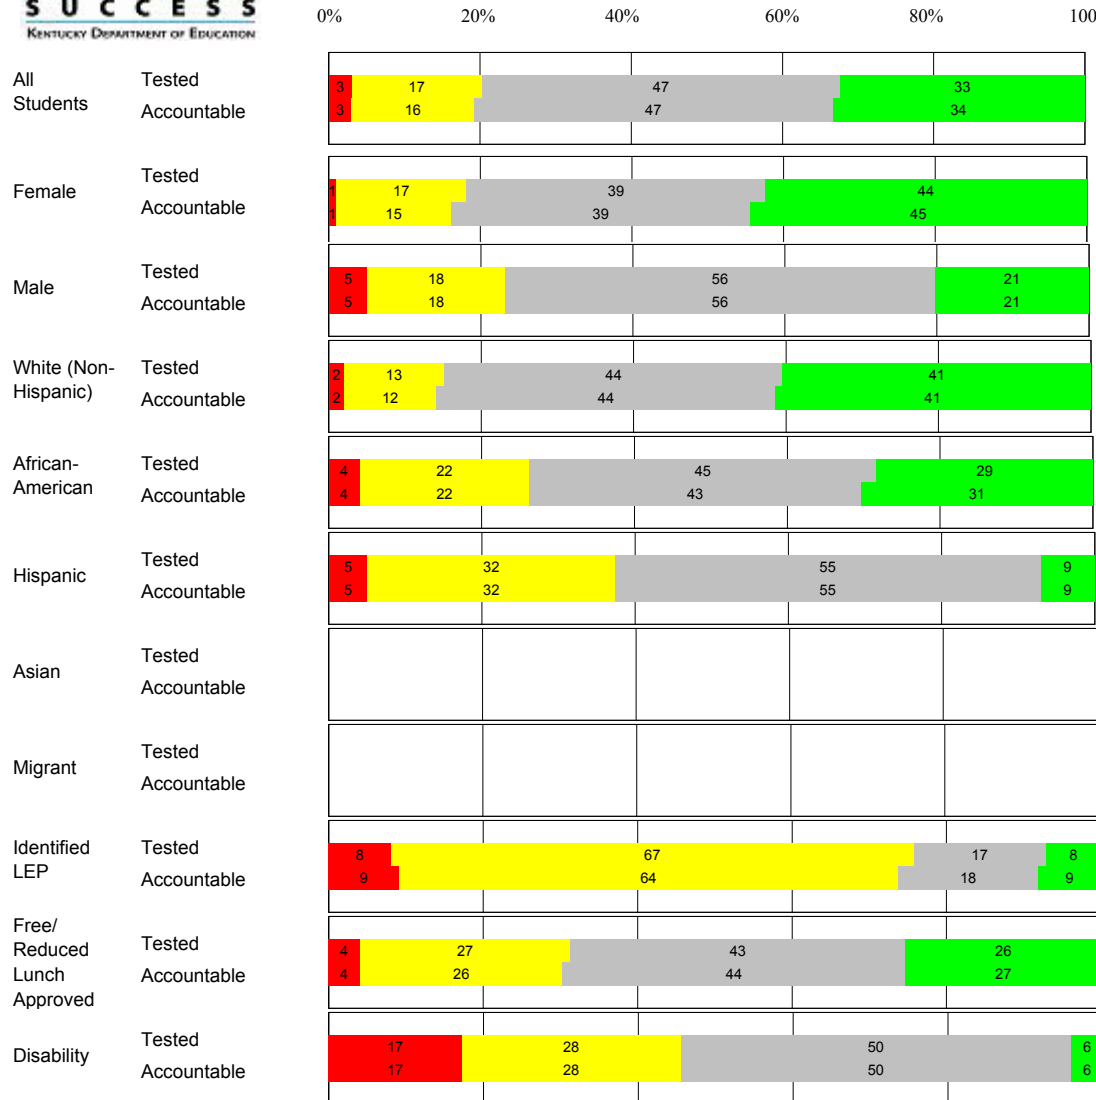 S U C C E S S
KENTUCKY DEPARTMENT OF EDUCATION
0% 20% 40% 60% 80% 100
All Students
Tested 3 17 47 33
Accountable 3 16 47 34
Female
Tested 1 17 39 44
Accountable 1 15 39 45
Male
Tested 5 18 56 21
Accountable 5 18 56 21
White (Non-
Hispanic)
Tested 2 13 44 41
Accountable 2 12 44 41
African-
American
Tested 4 22 45 29
Accountable 4 22 43 31
Hispanic
Tested 5 32 55 9
Accountable 5 32 55 9
Asian
Tested
Accountable
Migrant
Tested
Accountable
Identified
LEP
Tested 8 67 17 8
Accountable 9 64 18 9
Free/
Reduced
Lunch
Approved
Tested 4 27 43 26
Accountable 4 26 44 27
Disability
Tested 17 28 50 6
Accountable 17 28 50 6